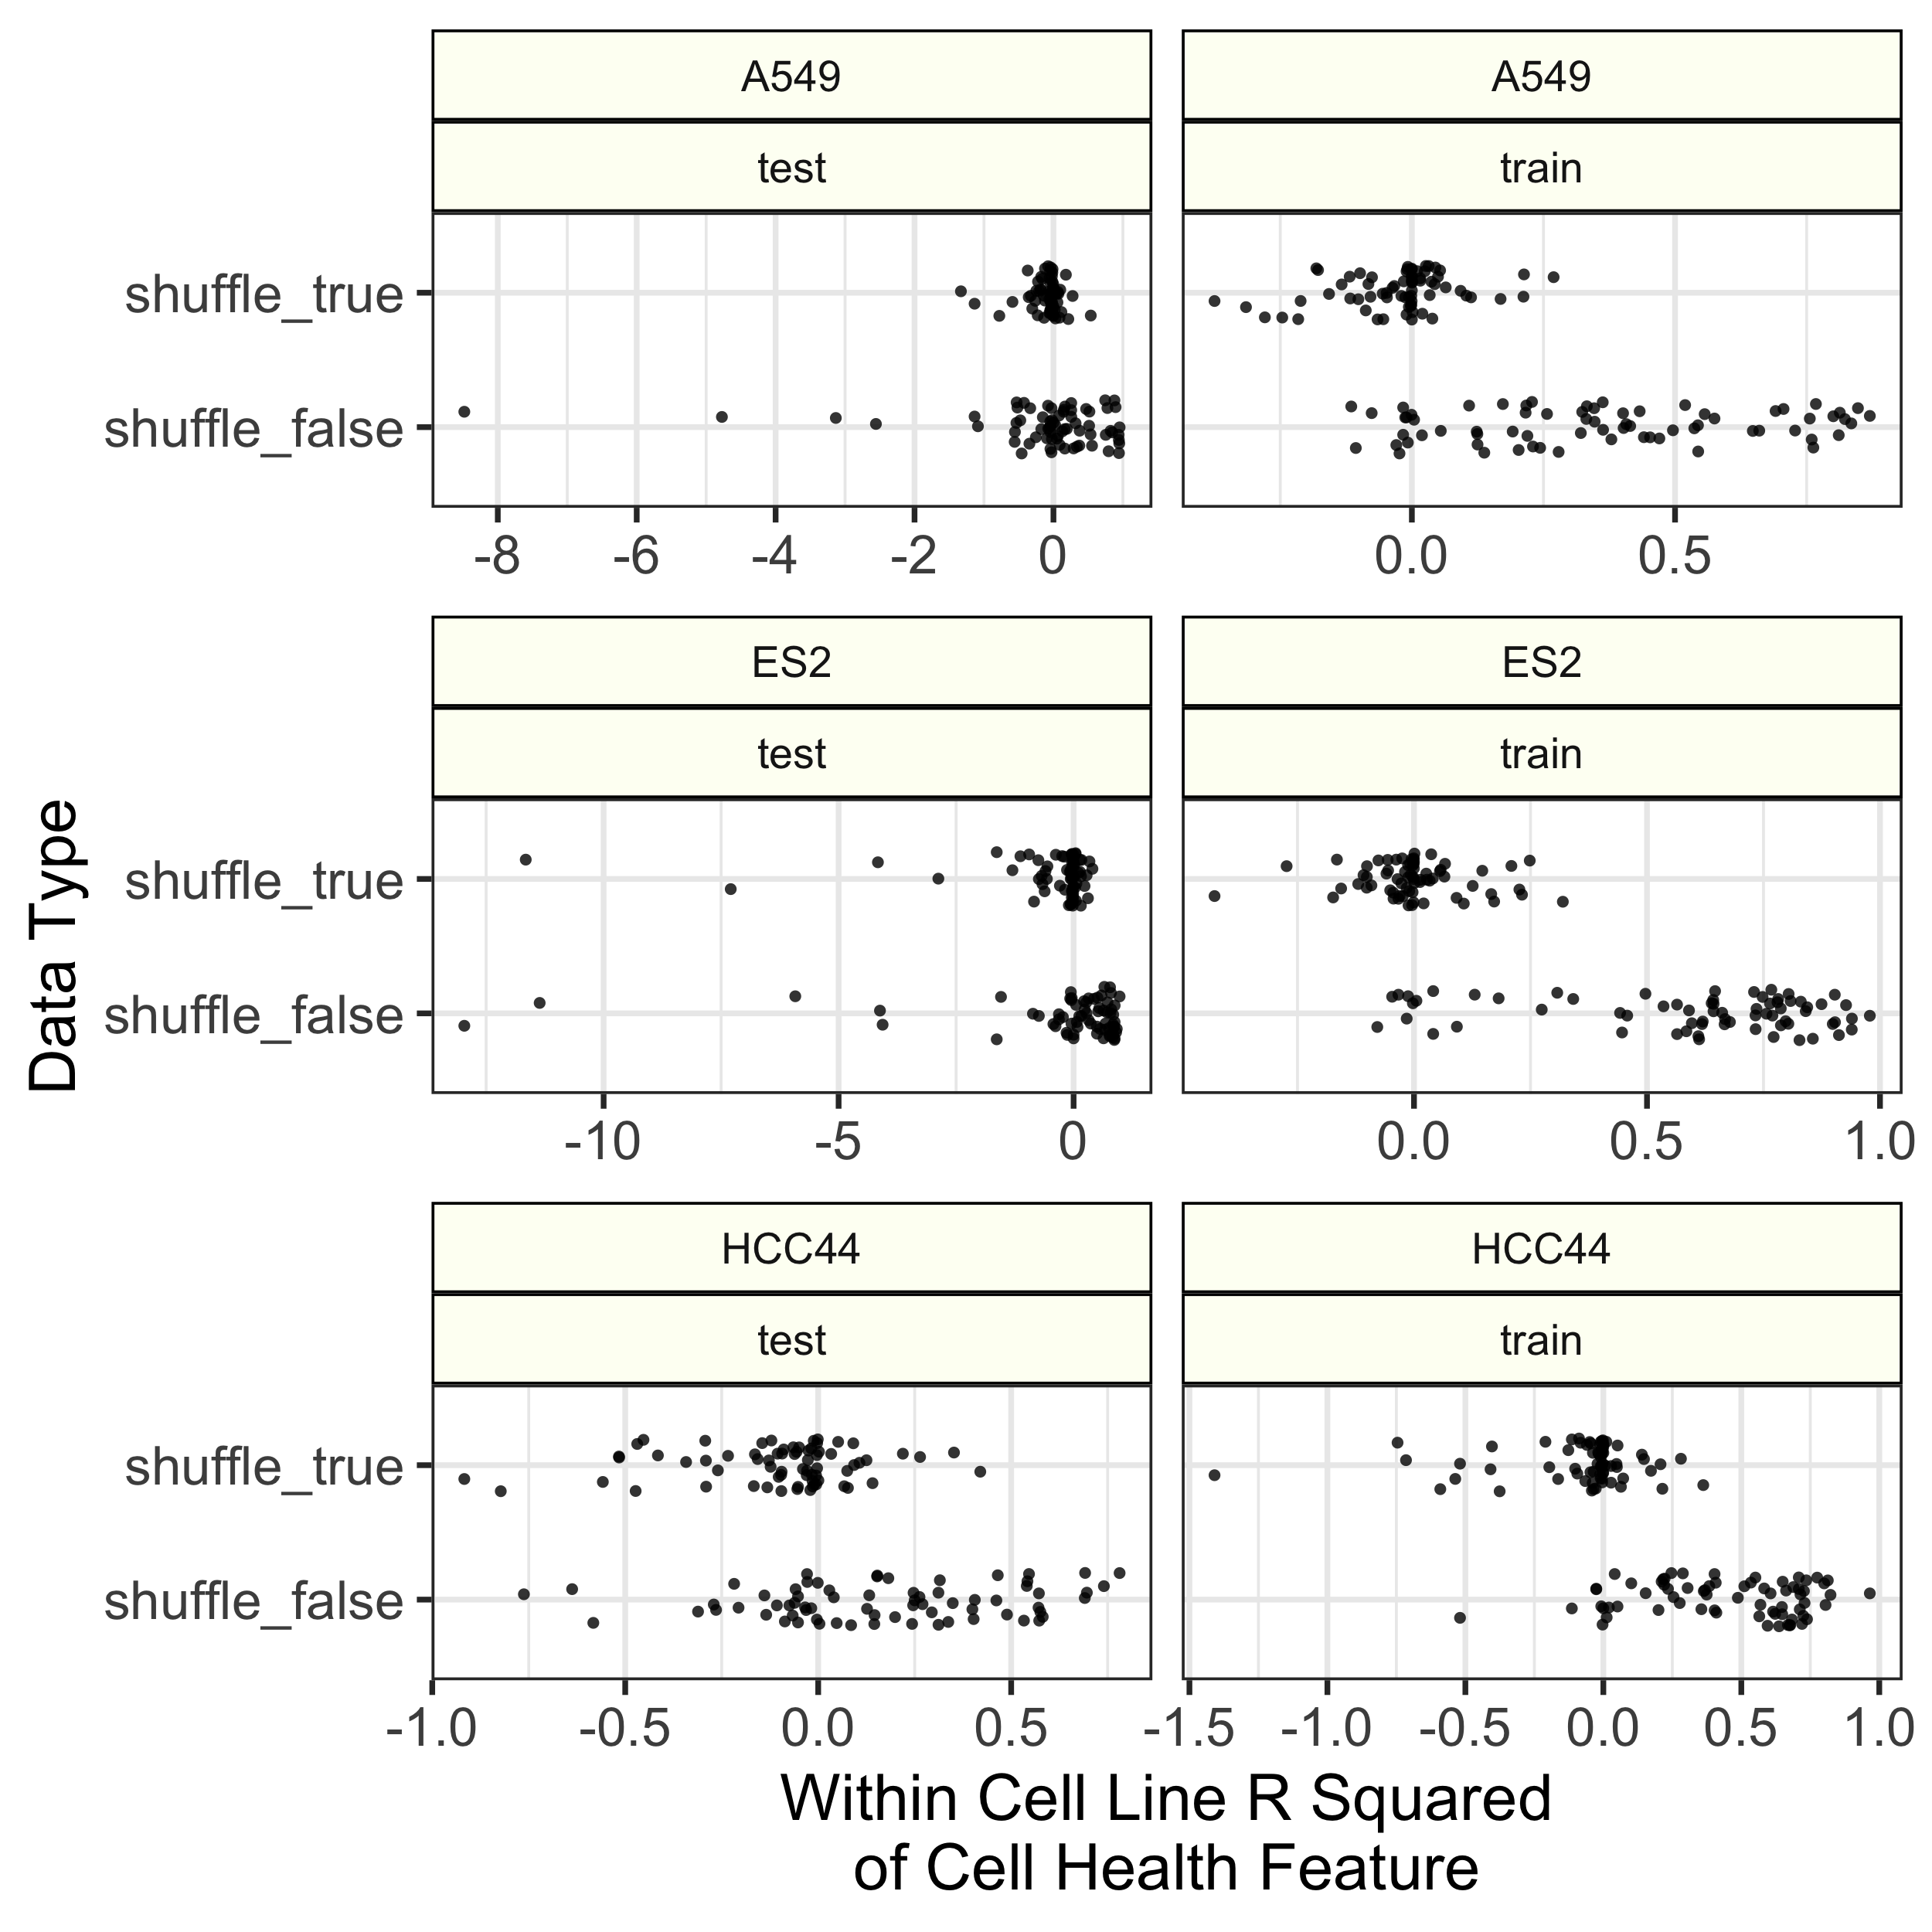 A549 A549
test train
shuffle_true
shuffle_false
-8 -6 -4 -2 0 0.0 0.5
ES2 ES2
test train
shuffle_true
shuffle_false
-10 -5 0 0.0 0.5 1.0
HCC44 HCC44
test train
shuffle_true
shuffle_false
-1.0 -0.5 0.0 0.5 -1.5 -1.0 -0.5 0.0 0.5 1.0
Data Type
Within Cell Line R Squared
of Cell Health Feature